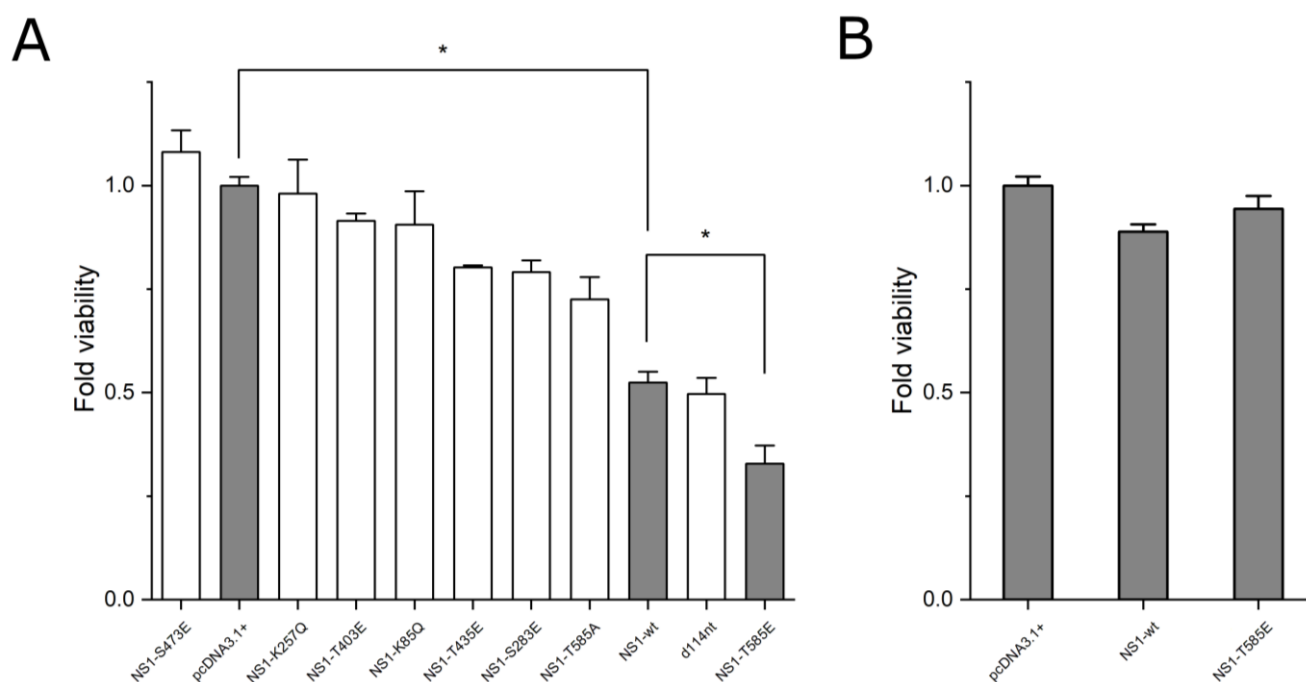 A
*
*
Fold viability
1.0
0.5
0.0
NS1-S473E
pcDNA3.1+
NS1-K257Q
NS1-T403E
NS1-K85Q
NS1-T435E
NS1-S283E
NS1-T585A
NS1-wt
d114nt
NS1-T585E
B
Fold viability
1.0
0.5
0.0
pcDNA3.1+
NS1-wt
NS1-T585E